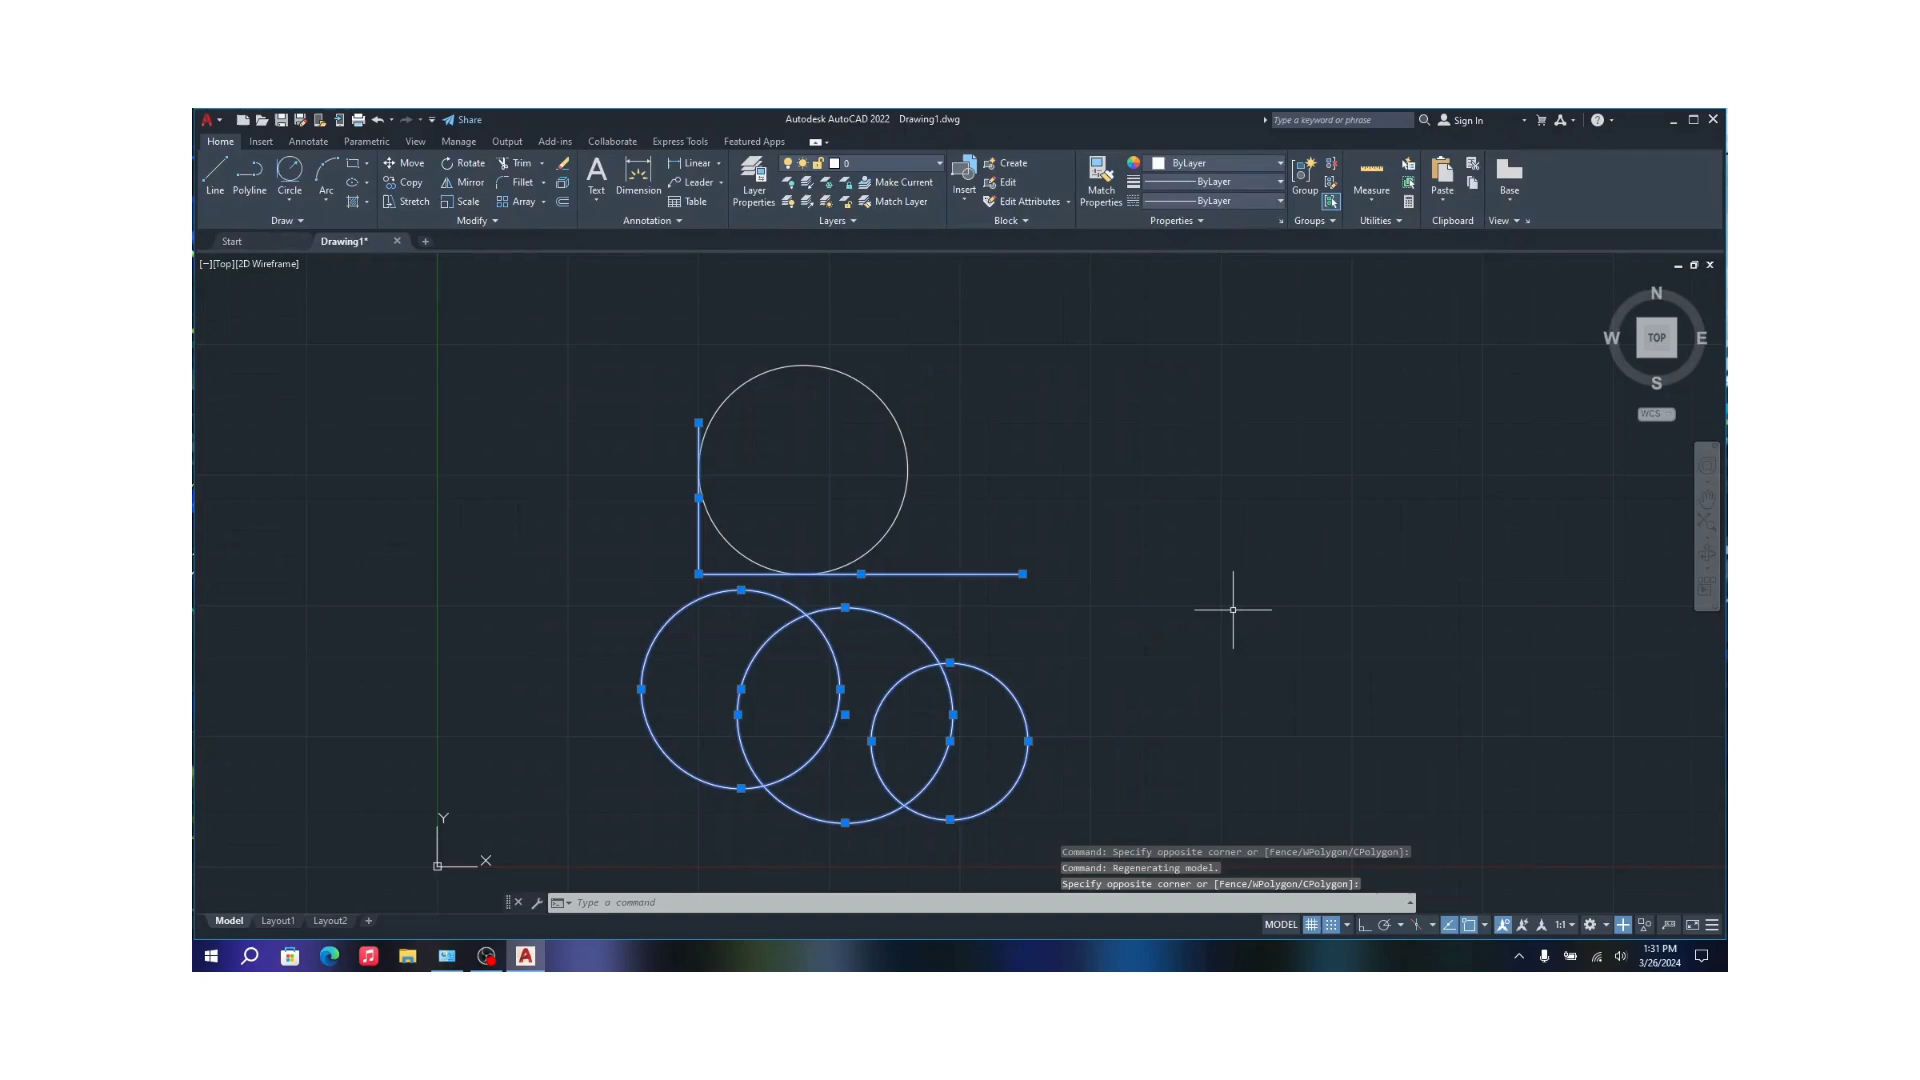 Share
Autodesk AutoCAD 2022 Drawing1.dwg
Type a keyword or phrase
Sign In
Home Insert Annotate Parametric View Manage Output Add-ins Collaborate Express Tools Featured Apps
Line Polyline Circle Arc
Move Rotate Trim
Copy Mirror Fillet
Stretch Scale Array
Text Dimension
Linear
Leader
Table
Layer Properties
0
Make Current
Match Layer
Insert
Create
Edit
Edit Attributes
Match Properties
ByLayer
ByLayer
ByLayer
Group
Measure
Paste
Base
Draw Modify Annotation Layers Block Properties Groups Utilities Clipboard View
Start Drawing1*
[−][Top][2D Wireframe]
N
W TOP E
S
WCS
Y
X
Command: Specify opposite corner or [Fence/WPolygon/CPolygon]:
Command: Regenerating model.
Specify opposite corner or [Fence/WPolygon/CPolygon]:
Type a command
Model Layout1 Layout2
MODEL 1:1
1:31 PM
3/26/2024